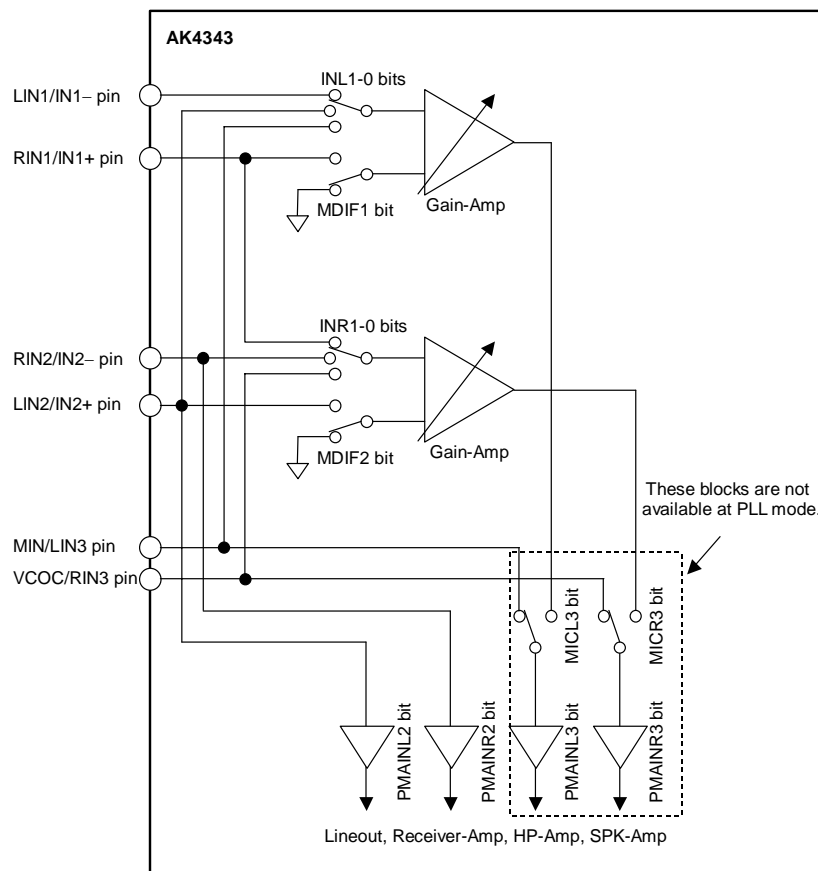 AK4343
INL1-0 bits
LIN1/IN1− pin
RIN1/IN1+ pin
MDIF1 bit
Gain-Amp
INR1-0 bits
RIN2/IN2− pin
LIN2/IN2+ pin
MDIF2 bit
Gain-Amp
These blocks are not
available at PLL mode.
MIN/LIN3 pin
VCOC/RIN3 pin
MICL3 bit
MICR3 bit
PMAINL2 bit
PMAINR2 bit
PMAINL3 bit
PMAINR3 bit
Lineout, Receiver-Amp, HP-Amp, SPK-Amp